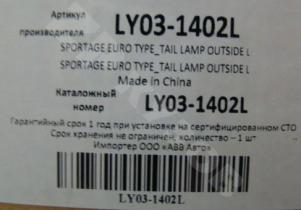 Артикул
производителя LY03-1402L
SPORTAGE EURO TYPE_TAIL LAMP OUTSIDE L
SPORTAGE EURO TYPE_TAIL LAMP OUTSIDE L
Made in China
Каталожный
номер LY03-1402L
Гарантийный срок 1 год при установке на сертифицированном СТО
Срок хранения не ограничен, количество – 1 шт
Импортер ООО «АВВ Авто»
LY03-1402L